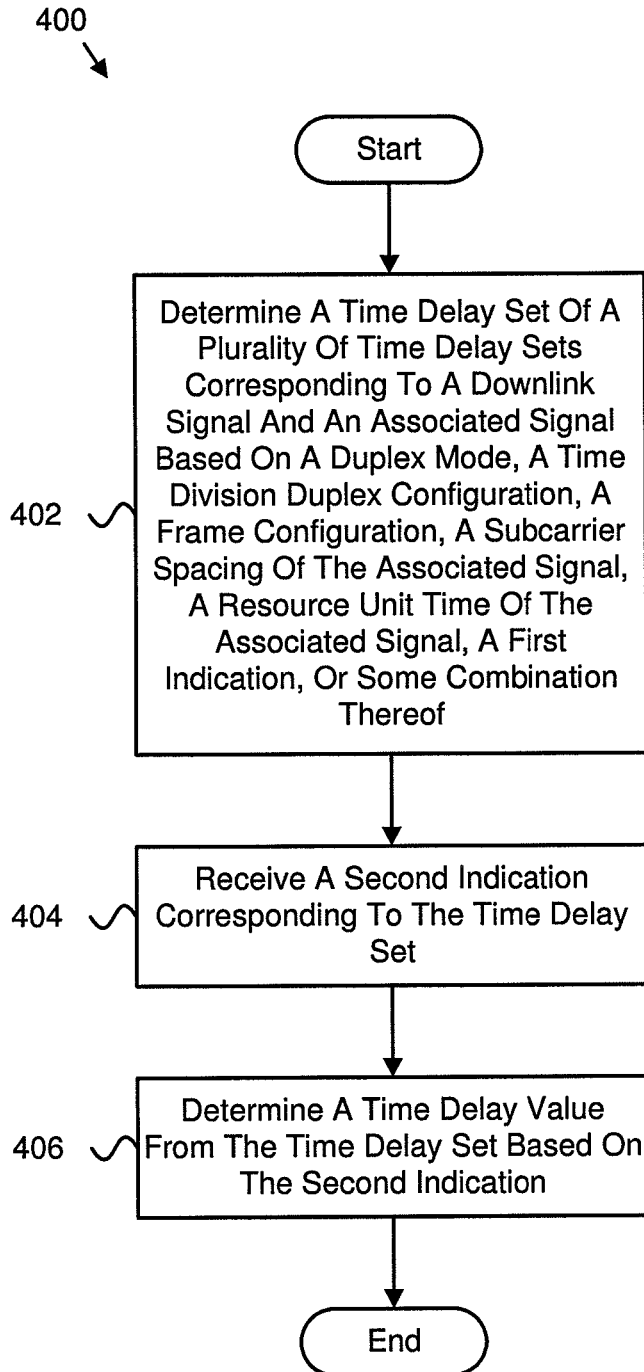 400
Start
Determine A Time Delay Set Of A
Plurality Of Time Delay Sets
Corresponding To A Downlink
Signal And An Associated Signal
Based On A Duplex Mode, A Time
Division Duplex Configuration, A
Frame Configuration, A Subcarrier
Spacing Of The Associated Signal,
A Resource Unit Time Of The
Associated Signal, A First
Indication, Or Some Combination
Thereof
402
Receive A Second Indication
Corresponding To The Time Delay
Set
404
Determine A Time Delay Value
From The Time Delay Set Based On
The Second Indication
406
End